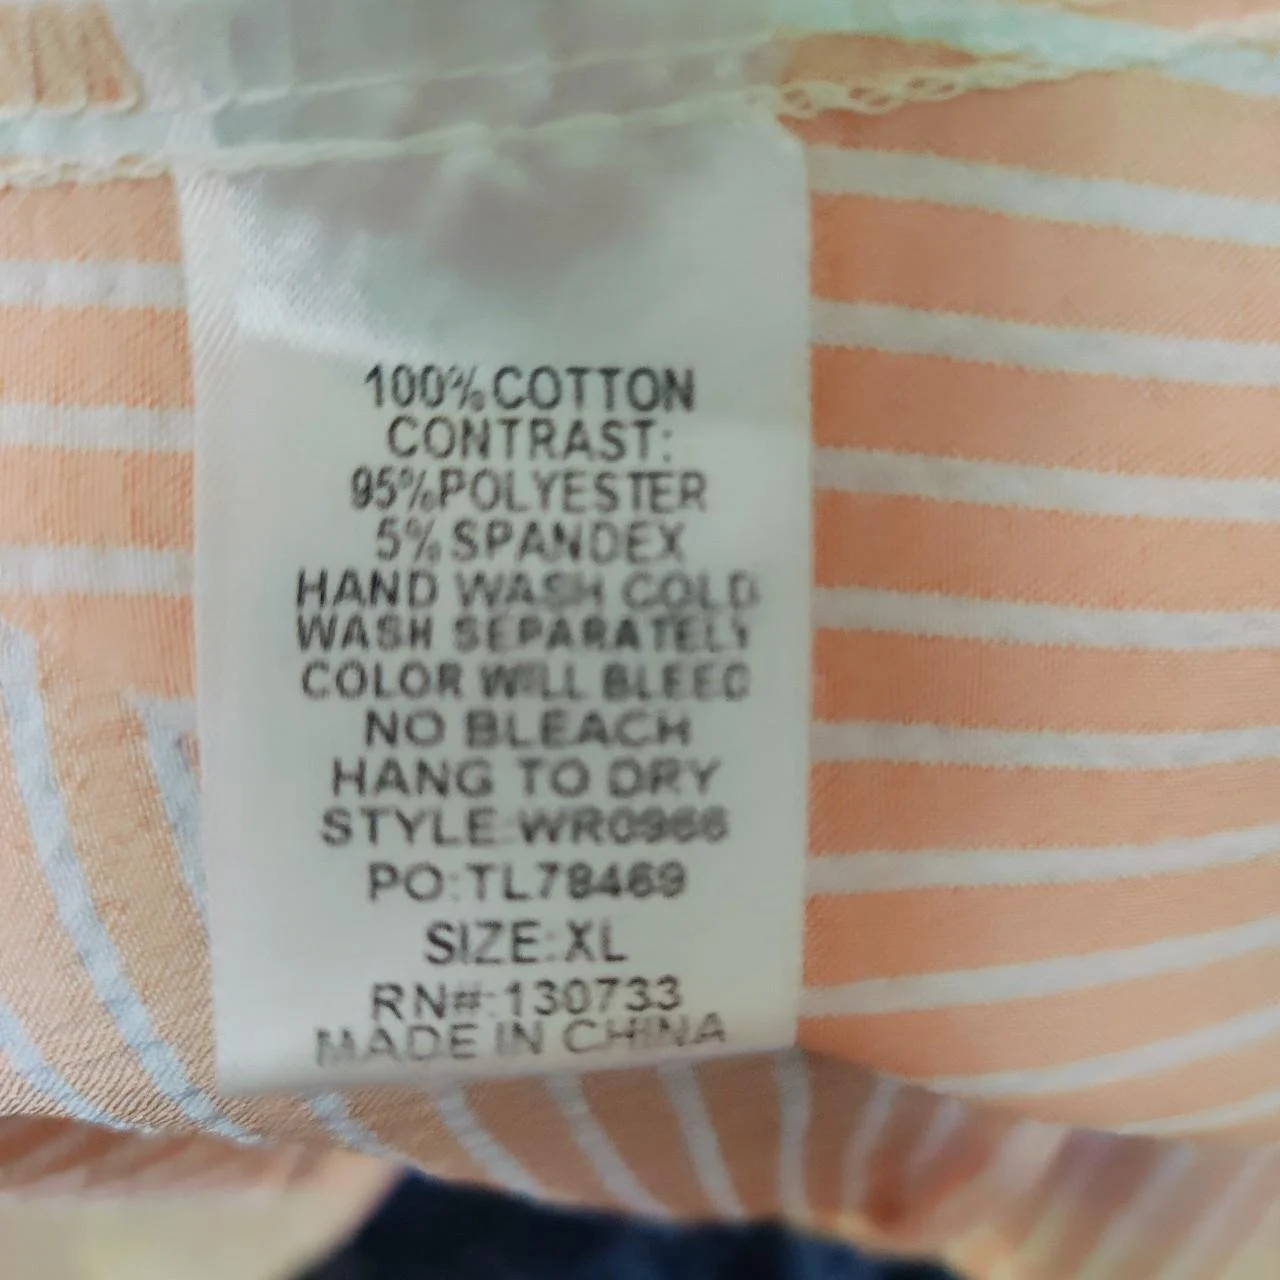 100% COTTON
CONTRAST:
95%POLYESTER
5% SPANDEX
HAND WASH COLD
WASH SEPARATELY
COLOR WILL BLEED
NO BLEACH
HANG TO DRY
STYLE:WR0966
PO:TL78469
SIZE:XL
RN#:130733
MADE IN CHINA